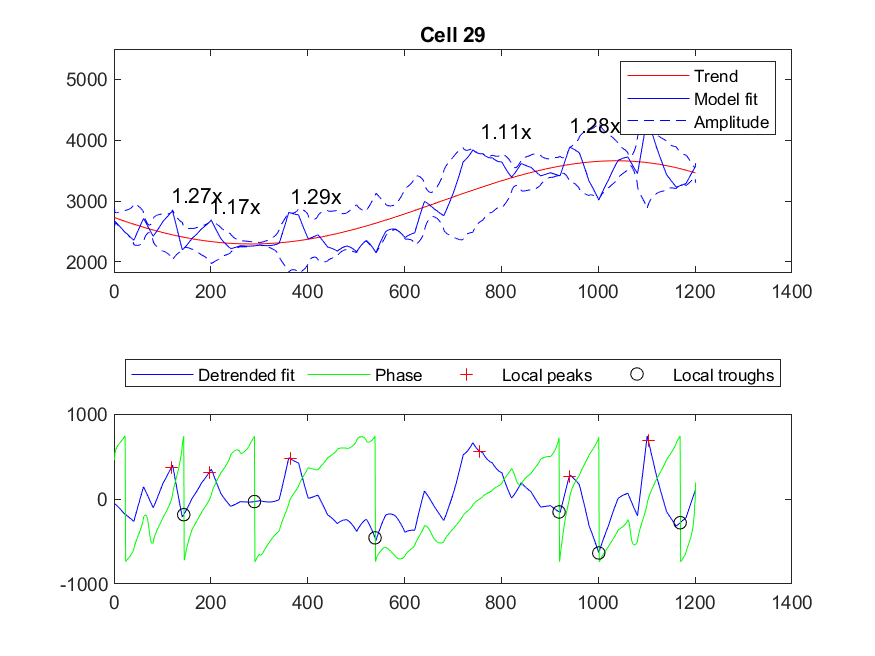 Cell 29
5000
4000
3000
2000
1.27x
1.17x
1.29x
1.11x
1.28x
Trend
Model fit
Amplitude
0 200 400 600 800 1000 1200 1400
Detrended fit Phase Local peaks Local troughs
1000
0
-1000
0 200 400 600 800 1000 1200 1400